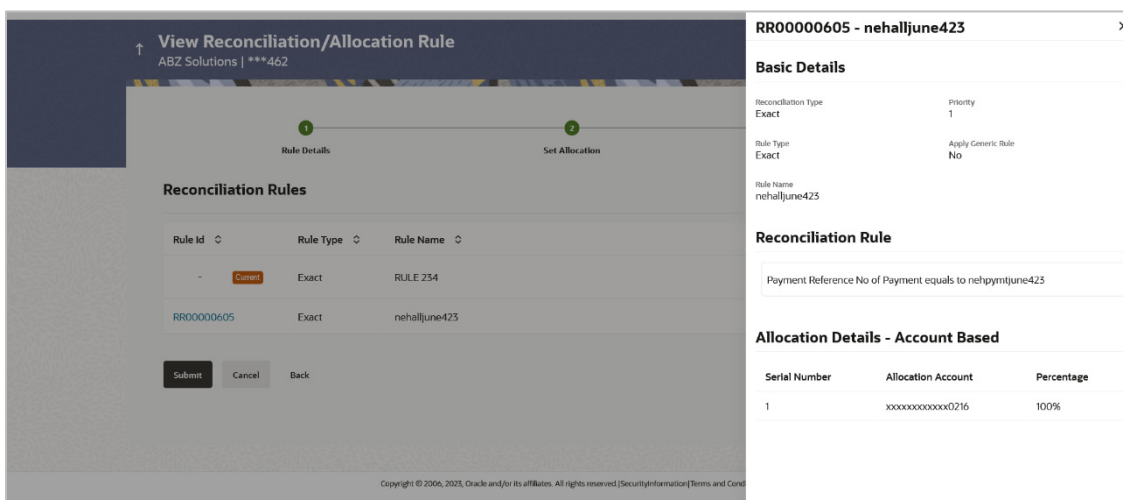 View Reconciliation/Allocation Rule
ABZ Solutions | ***462
1
2
Rule Details
Set Allocation
Reconciliation Rules
Rule Id Rule Type Rule Name
- Current Exact RULE 234
RR00000605 Exact nehalljune423
Submit Cancel Back
Copyright © 2006, 2023, Oracle and/or its affiliates. All rights reserved.|SecurityInformation|Terms and Cond
RR00000605 - nehalljune423
Basic Details
Reconciliation Type Priority
Exact 1
Rule Type Apply Generic Rule
Exact No
Rule Name
nehalljune423
Reconciliation Rule
Payment Reference No of Payment equals to nehpymtjune423
Allocation Details - Account Based
Serial Number Allocation Account Percentage
1 xxxxxxxxxxxx0216 100%